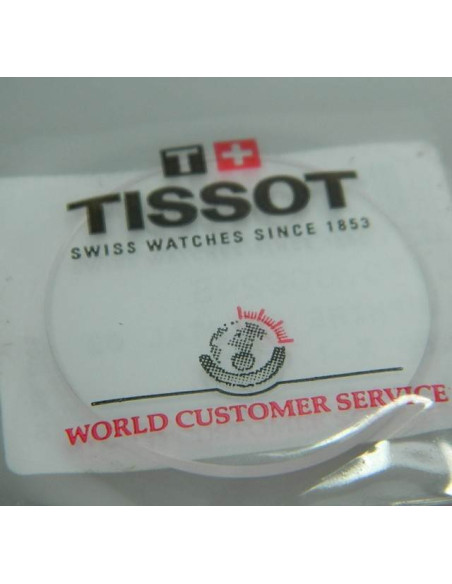 T+
TISSOT
SWISS WATCHES SINCE 1853
WORLD CUSTOMER SERVICE